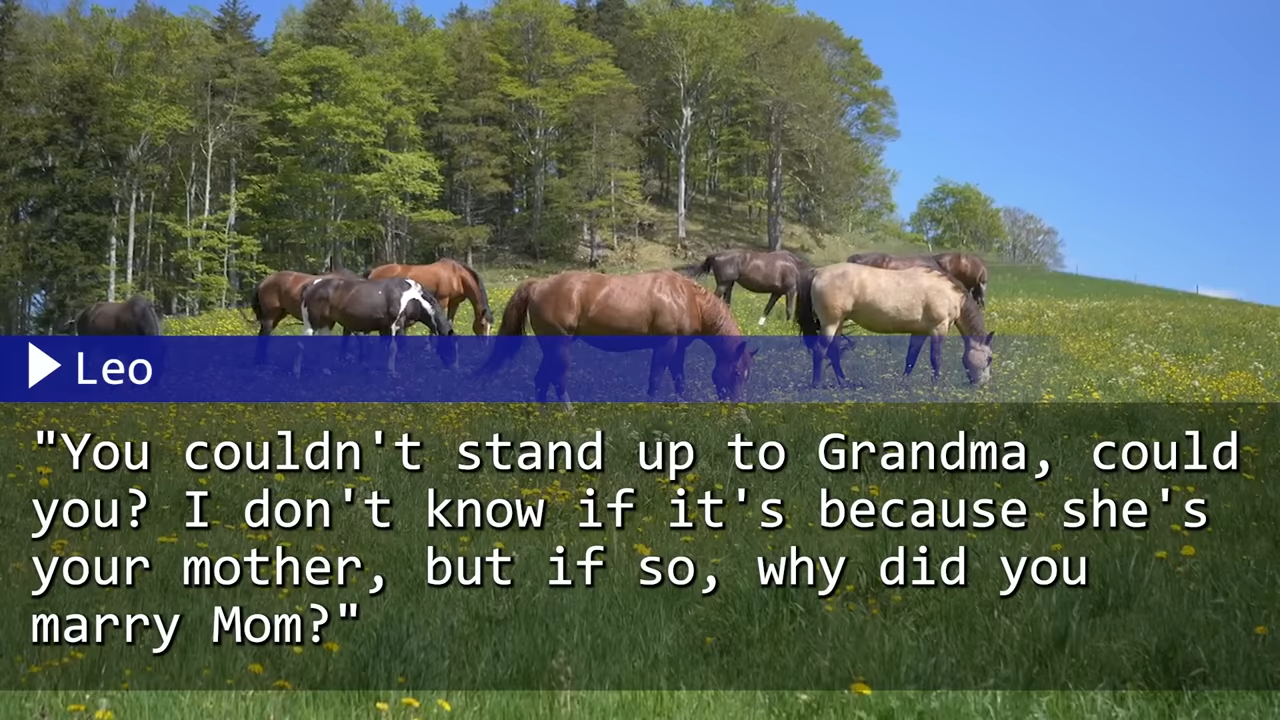 Leo
"You couldn't stand up to Grandma, could
you? I don't know if it's because she's
your mother, but if so, why did you
marry Mom?"